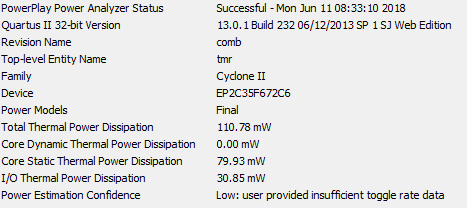 PowerPlay Power Analyzer Status Successful - Mon Jun 11 08:33:10 2018
Quartus II 32-bit Version 13.0.1 Build 232 06/12/2013 SP 1 SJ Web Edition
Revision Name comb
Top-level Entity Name tmr
Family Cyclone II
Device EP2C35F672C6
Power Models Final
Total Thermal Power Dissipation 110.78 mW
Core Dynamic Thermal Power Dissipation 0.00 mW
Core Static Thermal Power Dissipation 79.93 mW
I/O Thermal Power Dissipation 30.85 mW
Power Estimation Confidence Low: user provided insufficient toggle rate data